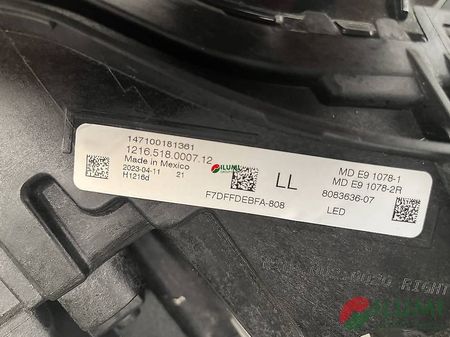 147100181381
1216.518.0007.12
Made in Mexico
2023-04-11 21
H1216d
ILUMI
LL
F7DFFDEBFA-808
MD E9 1078-1
MD E9 1078-2R
8083636-07
LED
RIGHT
ILUMI